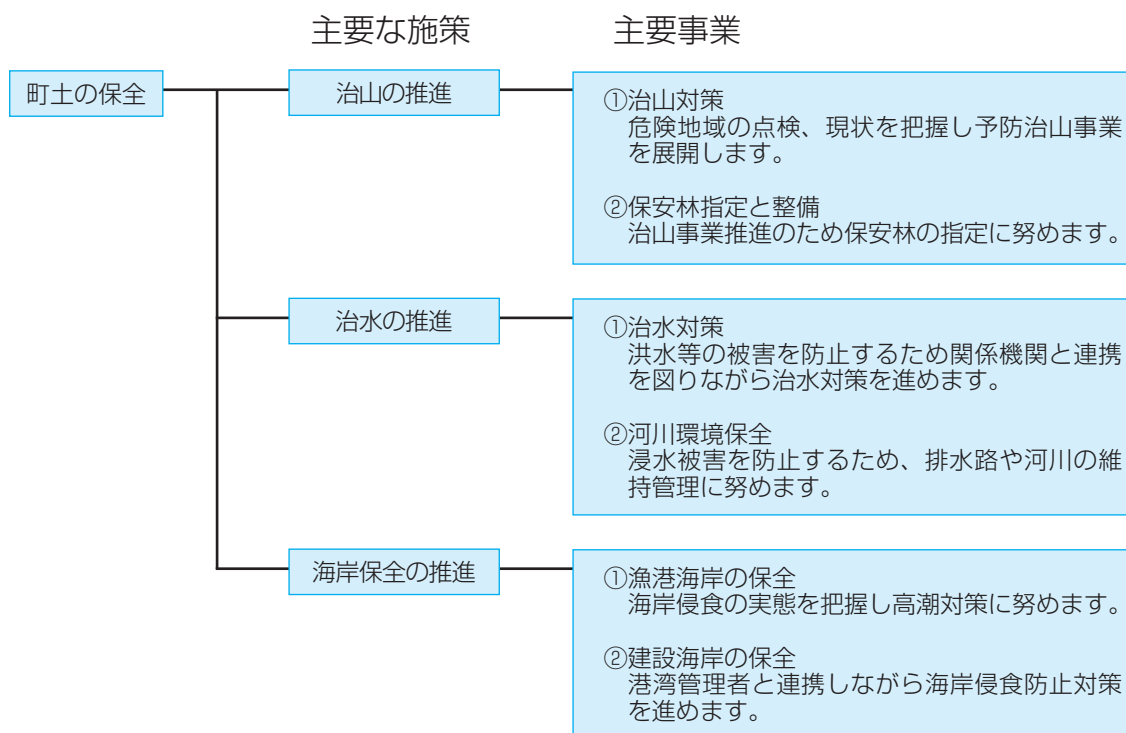 主要な施策
主要事業
町土の保全
治山の推進
①治山対策
危険地域の点検、現状を把握し予防治山事業
を展開します。
②保安林指定と整備
治山事業推進のため保安林の指定に努めます。
治水の推進
①治水対策
洪水等の被害を防止するため関係機関と連携
を図りながら治水対策を進めます。
②河川環境保全
浸水被害を防止するため、排水路や河川の維
持管理に努めます。
海岸保全の推進
①漁港海岸の保全
海岸侵食の実態を把握し高潮対策に努めます。
②建設海岸の保全
港湾管理者と連携しながら海岸侵食防止対策
を進めます。